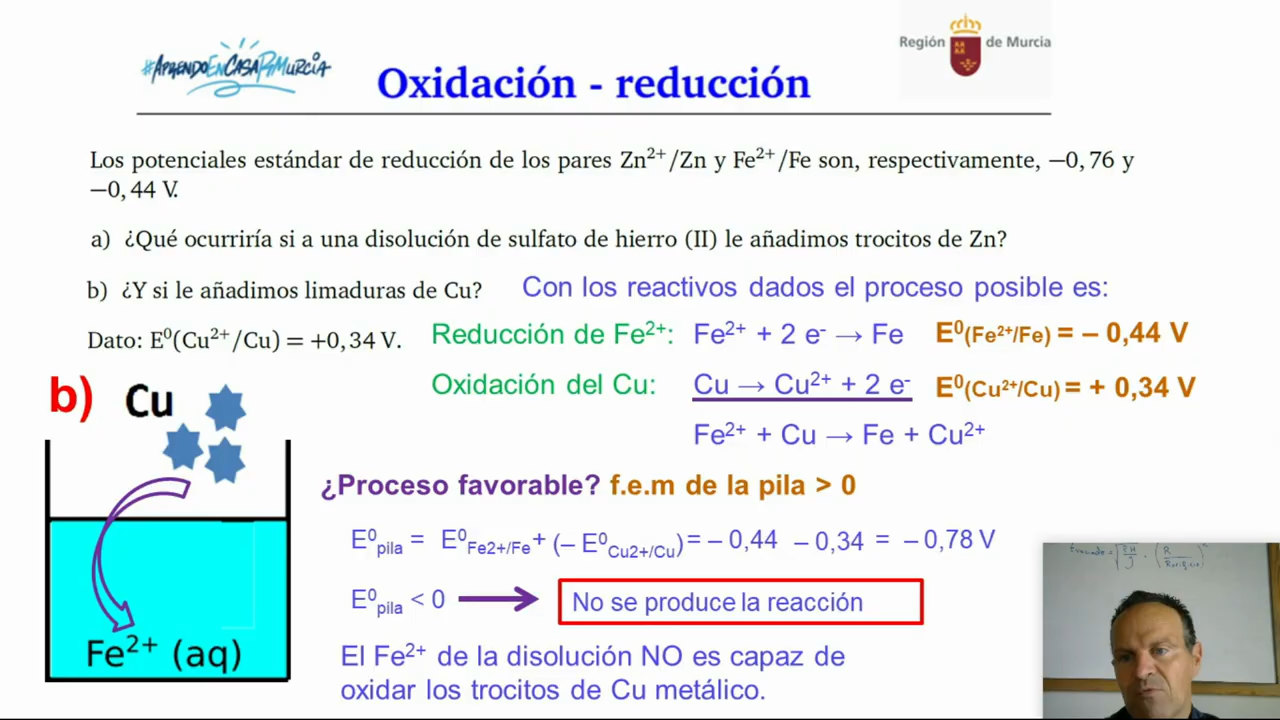 #APRENDOENCASARMURCIA
Región de Murcia
Oxidación - reducción
Los potenciales estándar de reducción de los pares Zn²⁺/Zn y Fe²⁺/Fe son, respectivamente, −0, 76 y
−0, 44 V.
a) ¿Qué ocurriría si a una disolución de sulfato de hierro (II) le añadimos trocitos de Zn?
b) ¿Y si le añadimos limaduras de Cu?
Con los reactivos dados el proceso posible es:
Dato: E⁰(Cu²⁺/Cu) = +0, 34 V.
Reducción de Fe²⁺: Fe²⁺ + 2 e⁻ → Fe E⁰(Fe²⁺/Fe) = – 0,44 V
Oxidación del Cu: Cu → Cu²⁺ + 2 e⁻ E⁰(Cu²⁺/Cu) = + 0,34 V
Fe²⁺ + Cu → Fe + Cu²⁺
b) Cu
¿Proceso favorable? f.e.m de la pila > 0
E⁰pila = E⁰Fe2+/Fe + (– E⁰Cu2+/Cu) = – 0,44 – 0,34 = – 0,78 V
E⁰pila < 0 → No se produce la reacción
Fe²⁺ (aq)
El Fe²⁺ de la disolución NO es capaz de
oxidar los trocitos de Cu metálico.